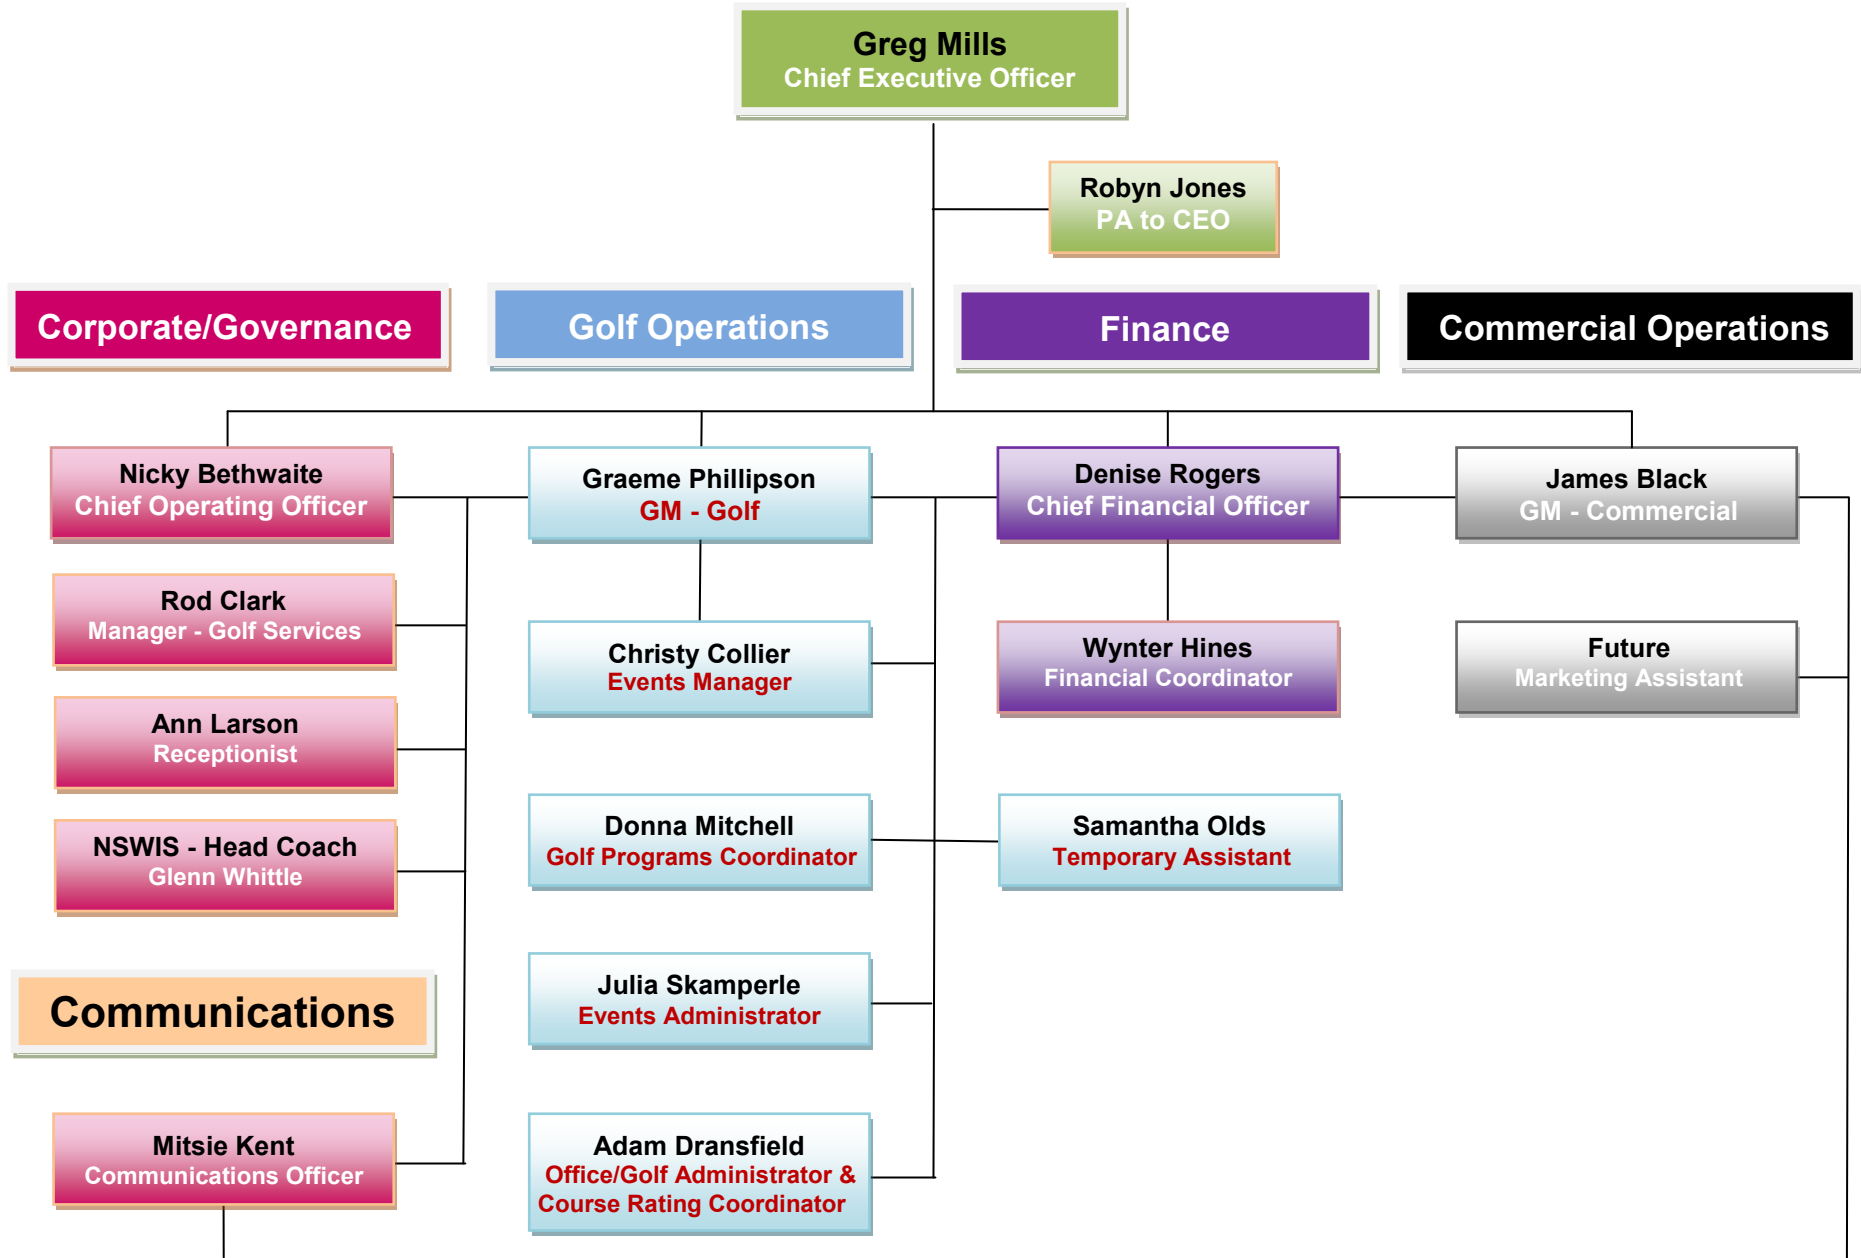 Greg Mills
Chief Executive Officer
Robyn Jones
PA to CEO
Corporate/Governance
Golf Operations
Finance
Commercial Operations
Nicky Bethwaite
Chief Operating Officer
Graeme Phillipson
GM - Golf
Denise Rogers
Chief Financial Officer
James Black
GM - Commercial
Rod Clark
Manager - Golf Services
Christy Collier
Events Manager
Wynter Hines
Financial Coordinator
Future
Marketing Assistant
Ann Larson
Receptionist
NSWIS - Head Coach
Glenn Whittle
Donna Mitchell
Golf Programs Coordinator
Samantha Olds
Temporary Assistant
Julia Skamperle
Events Administrator
Communications
Mitsie Kent
Communications Officer
Adam Dransfield
Office/Golf Administrator &
Course Rating Coordinator